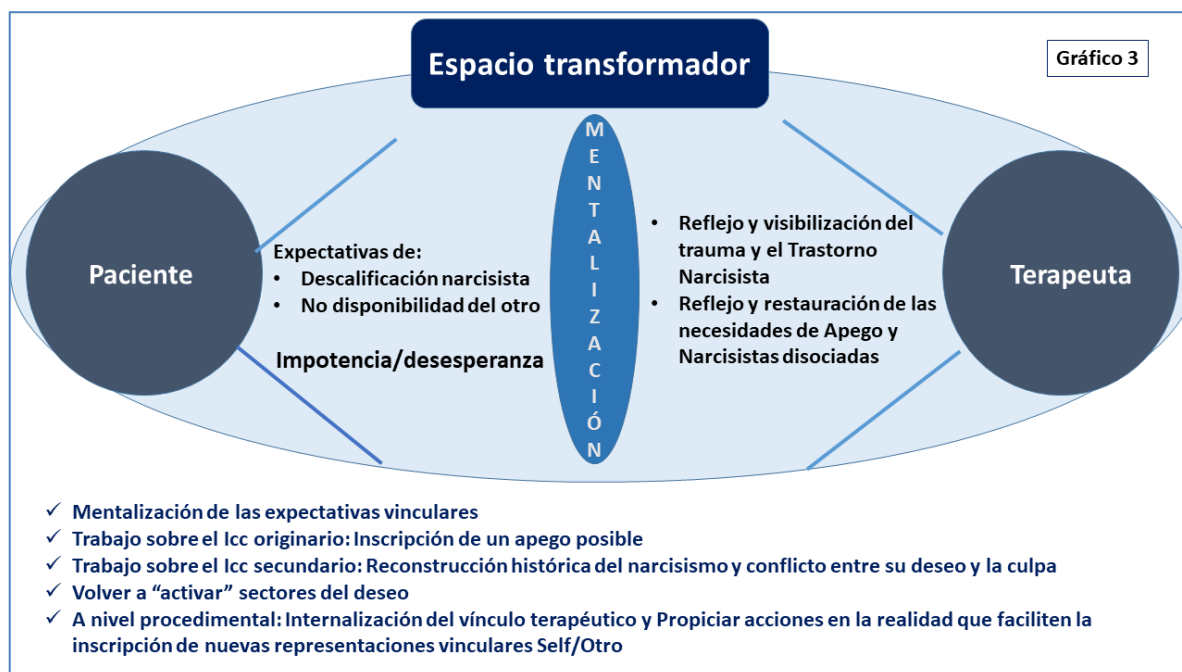 Espacio transformador
Gráfico 3
MENTALIZACIÓN
Paciente
Expectativas de:
• Descalificación narcisista
• No disponibilidad del otro
Impotencia/desesperanza
• Reflejo y visibilización del
trauma y el Trastorno
Narcisista
• Reflejo y restauración de las
necesidades de Apego y
Narcisistas disociadas
Terapeuta
✓ Mentalización de las expectativas vinculares
✓ Trabajo sobre el Icc originario: Inscripción de un apego posible
✓ Trabajo sobre el Icc secundario: Reconstrucción histórica del narcisismo y conflicto entre su deseo y la culpa
✓ Volver a “activar” sectores del deseo
✓ A nivel procedimental: Internalización del vínculo terapéutico y Propiciar acciones en la realidad que faciliten la
inscripción de nuevas representaciones vinculares Self/Otro